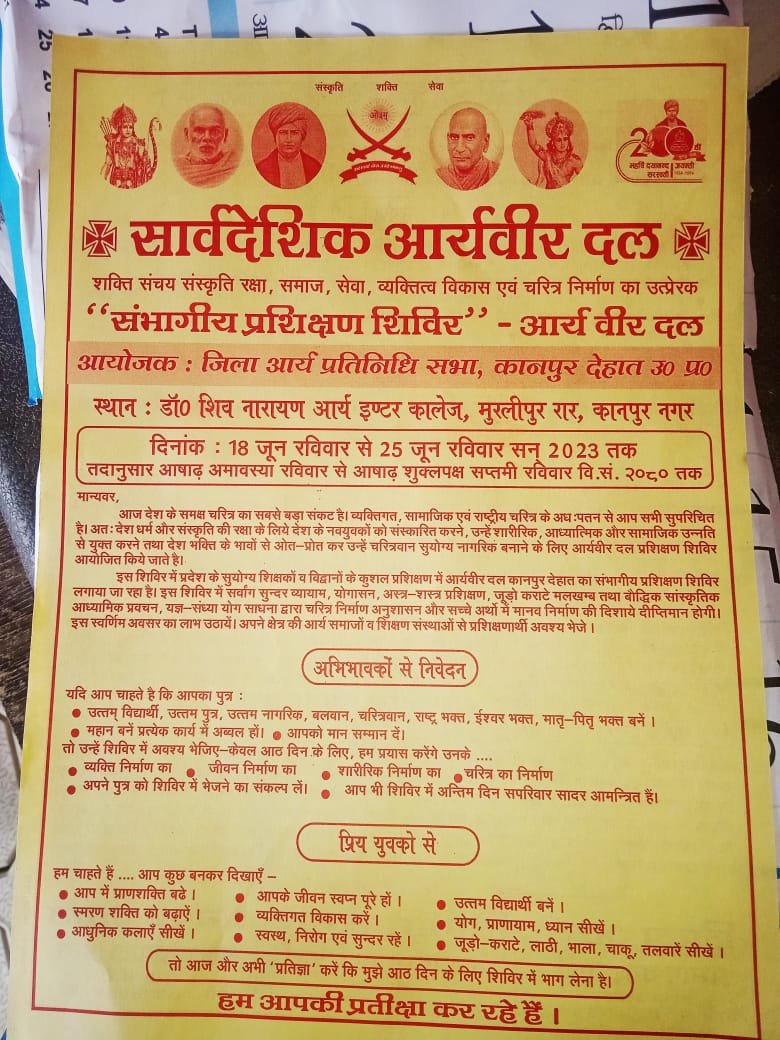 संस्कृति शक्ति सेवा
ओ३म्
महर्षि दयानन्द सरस्वती
जयन्ती
सार्वदेशिक आर्यवीर दल
शक्ति संचय संस्कृति रक्षा, समाज, सेवा, व्यक्तित्व विकास एवं चरित्र निर्माण का उत्प्रेरक
“संभागीय प्रशिक्षण शिविर” - आर्य वीर दल
आयोजक : जिला आर्य प्रतिनिधि सभा, कानपुर देहात उ० प्र०
स्थान : डॉ० शिव नारायण आर्य इण्टर कालेज, मुरलीपुर रार, कानपुर नगर
दिनांक : 18 जून रविवार से 25 जून रविवार सन् 2023 तक
तदानुसार आषाढ़ अमावस्या रविवार से आषाढ़ शुक्लपक्ष सप्तमी रविवार वि.सं. २०८० तक
मान्यवर,
आज देश के समक्ष चरित्र का सबसे बड़ा संकट है। व्यक्तिगत, सामाजिक एवं राष्ट्रीय चरित्र के अधःपतन से आप सभी सुपरिचित
है। अतः देश धर्म और संस्कृति की रक्षा के लिये देश के नवयुवकों को संस्कारित करने, उन्हें शारीरिक, आध्यात्मिक और सामाजिक उन्नति
से युक्त करने तथा देश भक्ति के भावों से ओत-प्रोत कर उन्हें चरित्रवान सुयोग्य नागरिक बनाने के लिए आर्यवीर दल प्रशिक्षण शिविर
आयोजित किये जाते है।
इस शिविर में प्रदेश के सुयोग्य शिक्षकों व विद्वानों के कुशल प्रशिक्षण में आर्यवीर दल कानपुर देहात का संभागीय प्रशिक्षण शिविर
लगाया जा रहा है। इस शिविर में सर्वांग सुन्दर व्यायाम, योगासन, अस्त्र-शस्त्र प्रशिक्षण, जूड़ो कराटे मलखम्ब तथा बौद्धिक सांस्कृतिक
आध्यामिक प्रवचन, यज्ञ-संध्या योग साधना द्वारा चरित्र निर्माण अनुशासन और सच्चे अर्थों में मानव निर्माण की दिशाये दीप्तिमान होगी।
इस स्वर्णिम अवसर का लाभ उठायें। अपने क्षेत्र की आर्य समाजों व शिक्षण संस्थाओं से प्रशिक्षणार्थी अवश्य भेजे ।
अभिभावकों से निवेदन
यदि आप चाहते है कि आपका पुत्र :
● उत्तम् विद्यार्थी, उत्तम पुत्र, उत्तम नागरिक, बलवान, चरित्रवान, राष्ट्र भक्त, ईश्वर भक्त, मातृ-पितृ भक्त बनें ।
● महान बनें प्रत्येक कार्य में अव्वल हों। ● आपको मान सम्मान दें।
तो उन्हें शिविर में अवश्य भेजिए-केवल आठ दिन के लिए, हम प्रयास करेंगे उनके ....
● व्यक्ति निर्माण का ● जीवन निर्माण का ● शारीरिक निर्माण का ● चरित्र का निर्माण
● अपने पुत्र को शिविर में भेजने का संकल्प लें। ● आप भी शिविर में अन्तिम दिन सपरिवार सादर आमन्त्रित हैं।
प्रिय युवको से
हम चाहते हैं .... आप कुछ बनकर दिखाएँ -
● आप में प्राणशक्ति बढे । ● आपके जीवन स्वप्न पूरे हों । ● उत्तम विद्यार्थी बनें ।
● स्मरण शक्ति को बढ़ाऐं । ● व्यक्तिगत विकास करें । ● योग, प्राणायाम, ध्यान सीखें ।
● आधुनिक कलाएँ सीखें । ● स्वस्थ, निरोग एवं सुन्दर रहें । ● जूड़ो-कराटे, लाठी, भाला, चाकू, तलवारें सीखें ।
तो आज और अभी ‘प्रतिज्ञा’ करें कि मुझे आठ दिन के लिए शिविर में भाग लेना है।
हम आपकी प्रतीक्षा कर रहे हैं ।